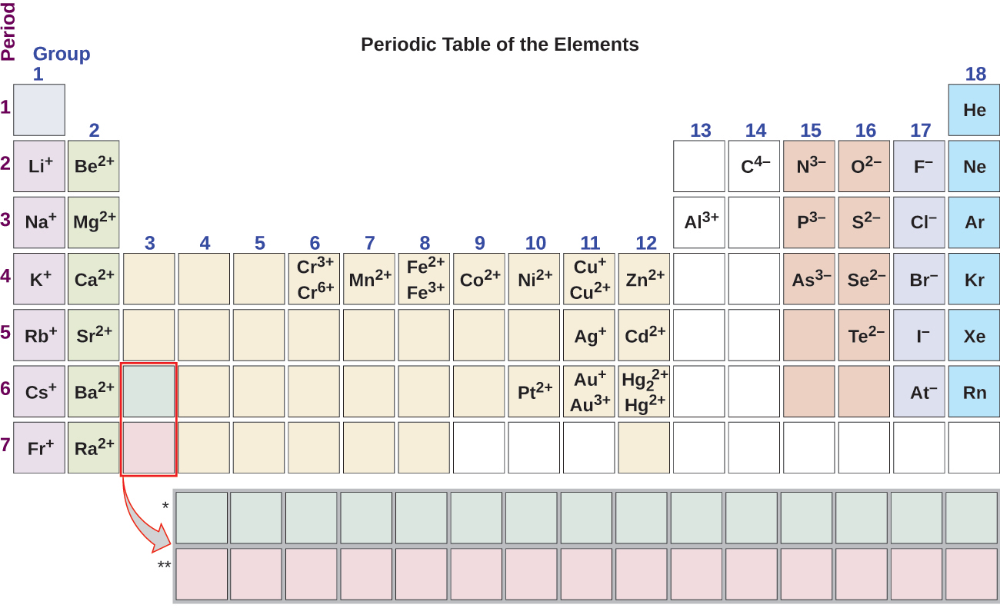 Period
Periodic Table of the Elements
Group
1
18
1
He
2
13
14
15
16
17
2
Li⁺
Be²⁺
C⁴⁻
N³⁻
O²⁻
F⁻
Ne
3
Na⁺
Mg²⁺
Al³⁺
P³⁻
S²⁻
Cl⁻
Ar
3
4
5
6
7
8
9
10
11
12
4
K⁺
Ca²⁺
Cr³⁺
Cr⁶⁺
Mn²⁺
Fe²⁺
Fe³⁺
Co²⁺
Ni²⁺
Cu⁺
Cu²⁺
Zn²⁺
As³⁻
Se²⁻
Br⁻
Kr
5
Rb⁺
Sr²⁺
Ag⁺
Cd²⁺
Te²⁻
I⁻
Xe
6
Cs⁺
Ba²⁺
Pt²⁺
Au⁺
Au³⁺
Hg₂²⁺
Hg²⁺
At⁻
Rn
7
Fr⁺
Ra²⁺
*
**